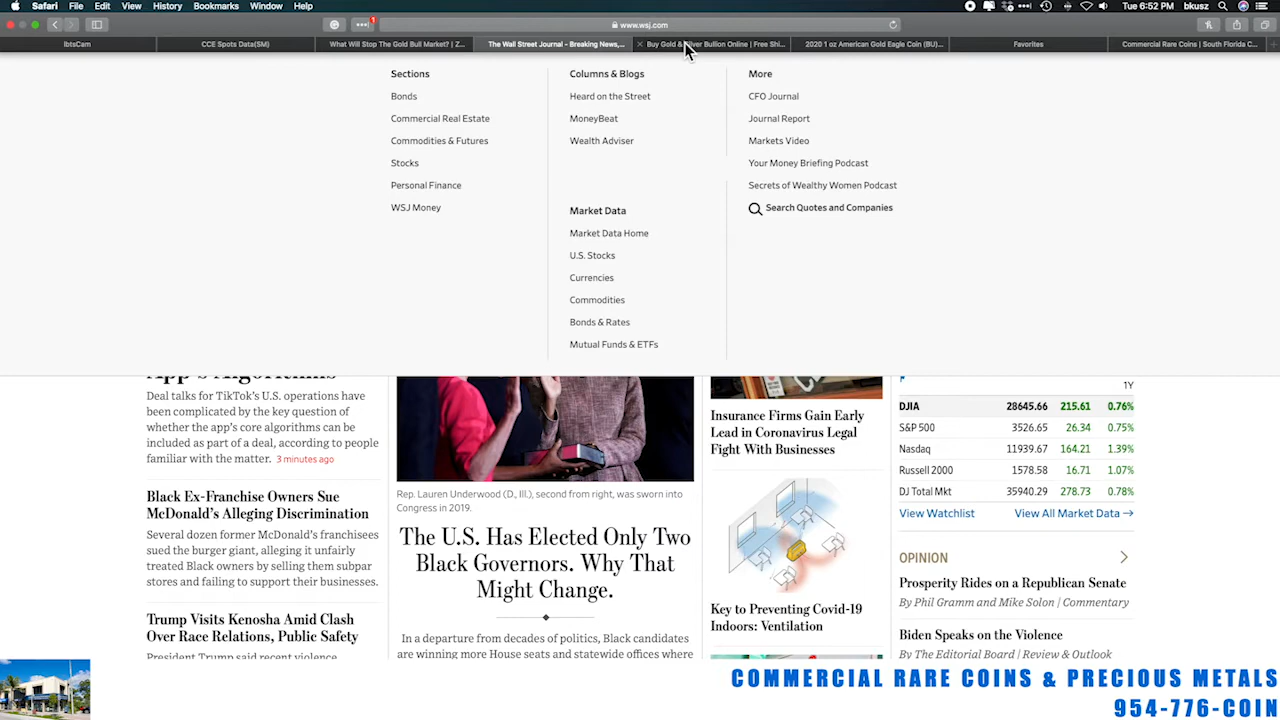 Safari File Edit View History Bookmarks Window Help
1
Tue 6:52 PM bkusz
www.wsj.com
IbtsCam
CCE Spots Data(SM)
What Will Stop The Gold Bull Market? | Z...
The Wall Street Journal - Breaking News,...
Buy Gold & Silver Bullion Online | Free Shi...
2020 1 oz American Gold Eagle Coin (BU)...
Favorites
Commercial Rare Coins | South Florida C...
Sections
Bonds
Commercial Real Estate
Commodities & Futures
Stocks
Personal Finance
WSJ Money
Columns & Blogs
Heard on the Street
MoneyBeat
Wealth Adviser
Market Data
Market Data Home
U.S. Stocks
Currencies
Commodities
Bonds & Rates
Mutual Funds & ETFs
More
CFO Journal
Journal Report
Markets Video
Your Money Briefing Podcast
Secrets of Wealthy Women Podcast
Search Quotes and Companies
App's Algorithms
Deal talks for TikTok's U.S. operations have
been complicated by the key question of
whether the app's core algorithms can be
included as part of a deal, according to people
familiar with the matter. 3 minutes ago
Black Ex-Franchise Owners Sue
McDonald's Alleging Discrimination
Several dozen former McDonald's franchisees
sued the burger giant, alleging it unfairly
treated Black owners by selling them subpar
stores and failing to support their businesses.
Trump Visits Kenosha Amid Clash
Over Race Relations, Public Safety
President Trump said recent violence
Rep. Lauren Underwood (D., Ill.), second from right, was sworn into
Congress in 2019.
The U.S. Has Elected Only Two
Black Governors. Why That
Might Change.
In a departure from decades of politics, Black candidates
are winning more House seats and statewide offices where
Insurance Firms Gain Early
Lead in Coronavirus Legal
Fight With Businesses
Key to Preventing Covid-19
Indoors: Ventilation
1Y
DJIA 28645.66 215.61 0.76%
S&P 500 3526.65 26.34 0.75%
Nasdaq 11939.67 164.21 1.39%
Russell 2000 1578.58 16.71 1.07%
DJ Total Mkt 35940.29 278.73 0.78%
View Watchlist View All Market Data →
OPINION
Prosperity Rides on a Republican Senate
By Phil Gramm and Mike Solon | Commentary
Biden Speaks on the Violence
By The Editorial Board | Review & Outlook
COMMERCIAL RARE COINS & PRECIOUS METALS
954-776-COIN